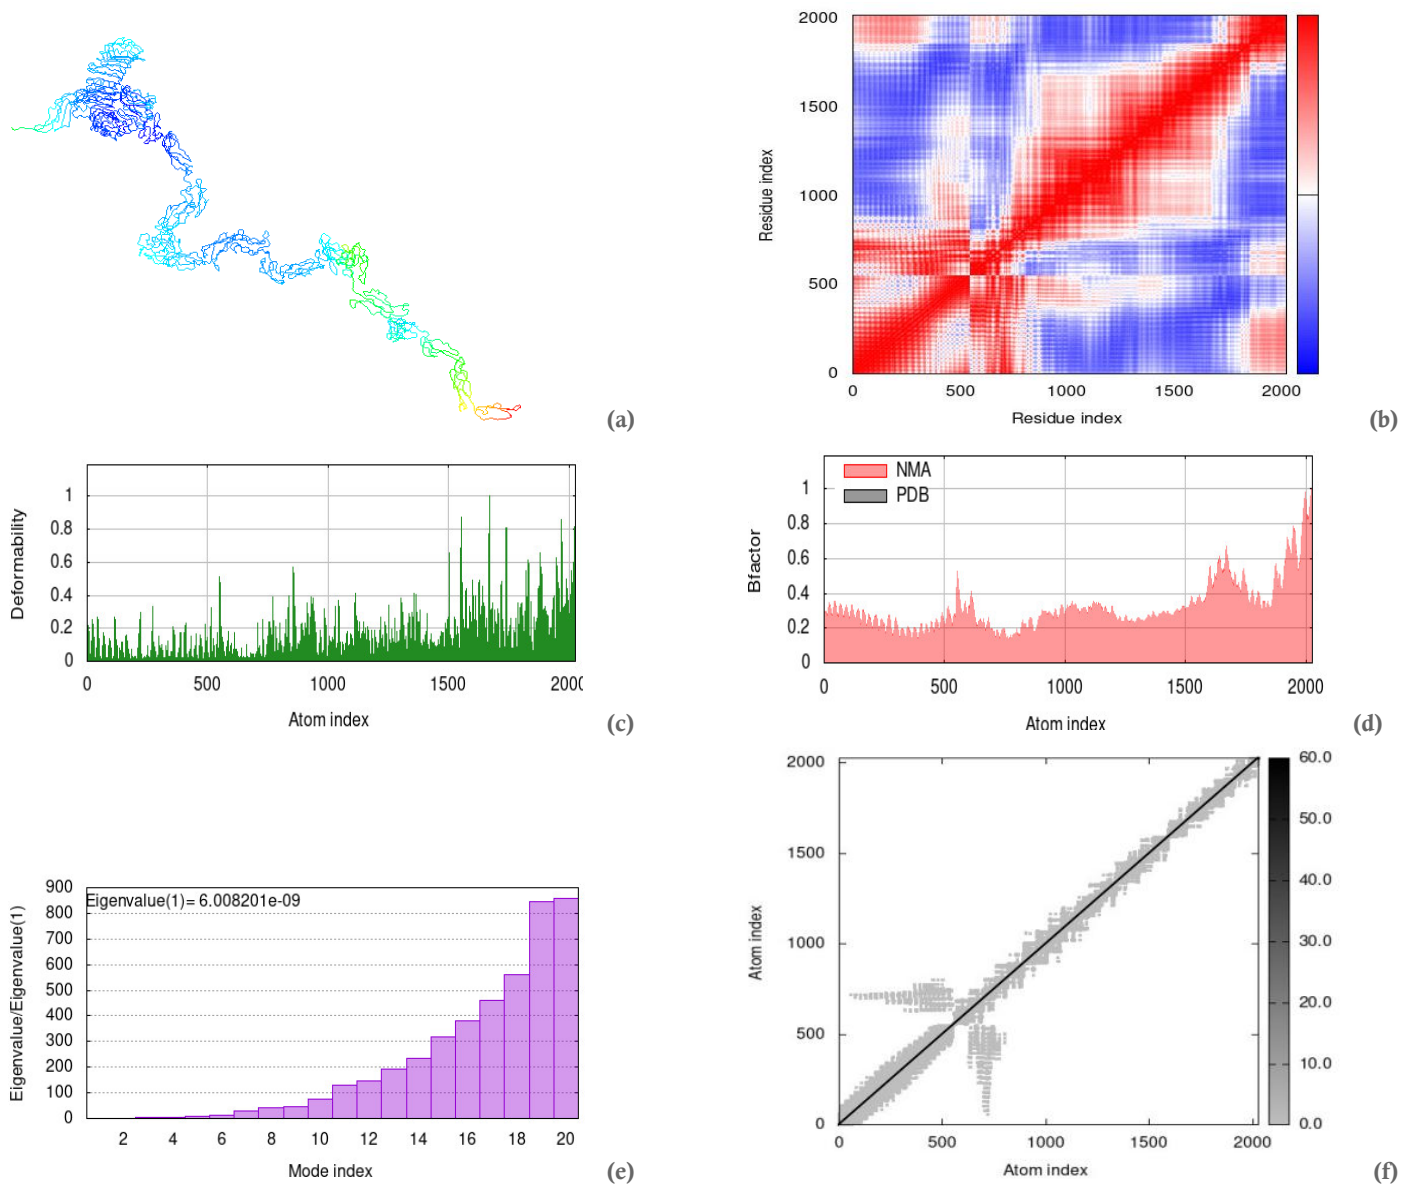 (a)
2000
1500
1000
500
0
Residue index
0 500 1000 1500 2000
Residue index
(b)
Deformability
1
0.8
0.6
0.4
0.2
0
0 500 1000 1500 2000
Atom index
(c)
NMA
PDB
Bfactor
1
0.8
0.6
0.4
0.2
0
0 500 1000 1500 2000
Atom index
(d)
Eigenvalue/Eigenvalue(1)
900
800
700
600
500
400
300
200
100
0
Eigenvalue(1)= 6.008201e-09
2 4 6 8 10 12 14 16 18 20
Mode index
(e)
Atom index
2000
1500
1000
500
0
0 500 1000 1500 2000
Atom index
60.0
50.0
40.0
30.0
20.0
10.0
0.0
(f)